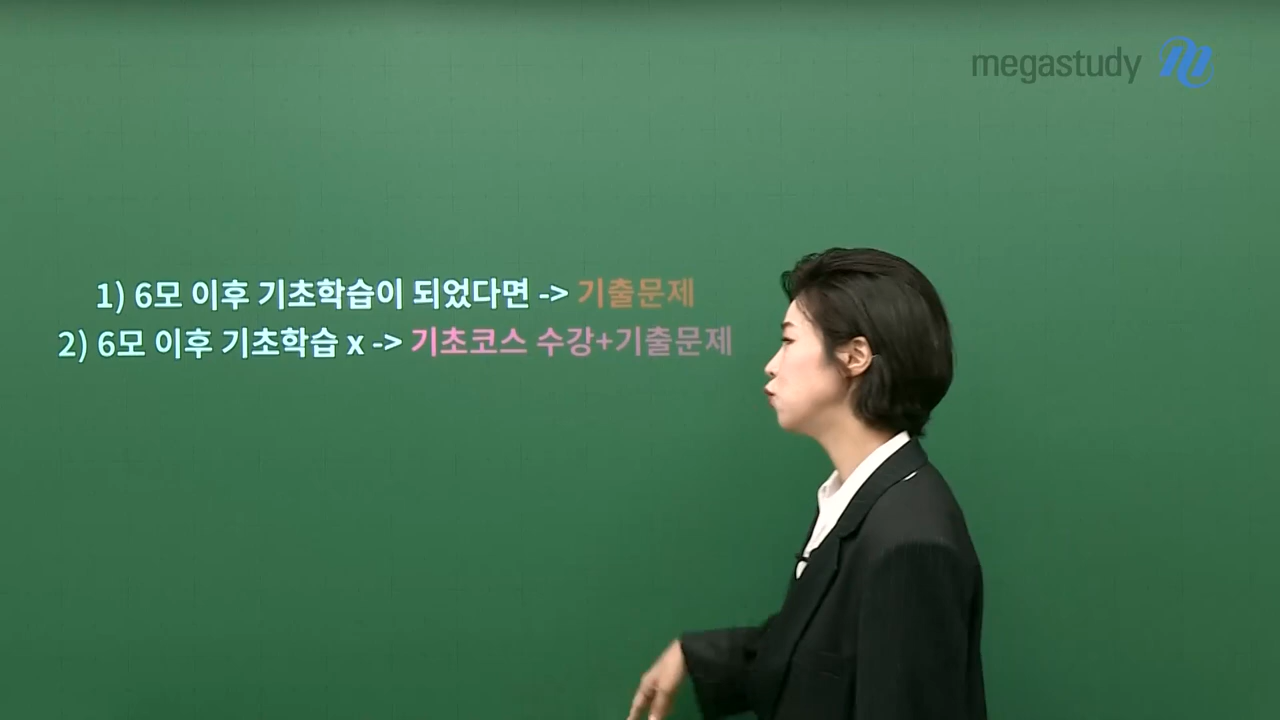 megastudy
1) 6모 이후 기초학습이 되었다면 -> 기출문제
2) 6모 이후 기초학습 x -> 기초코스 수강+기출문제